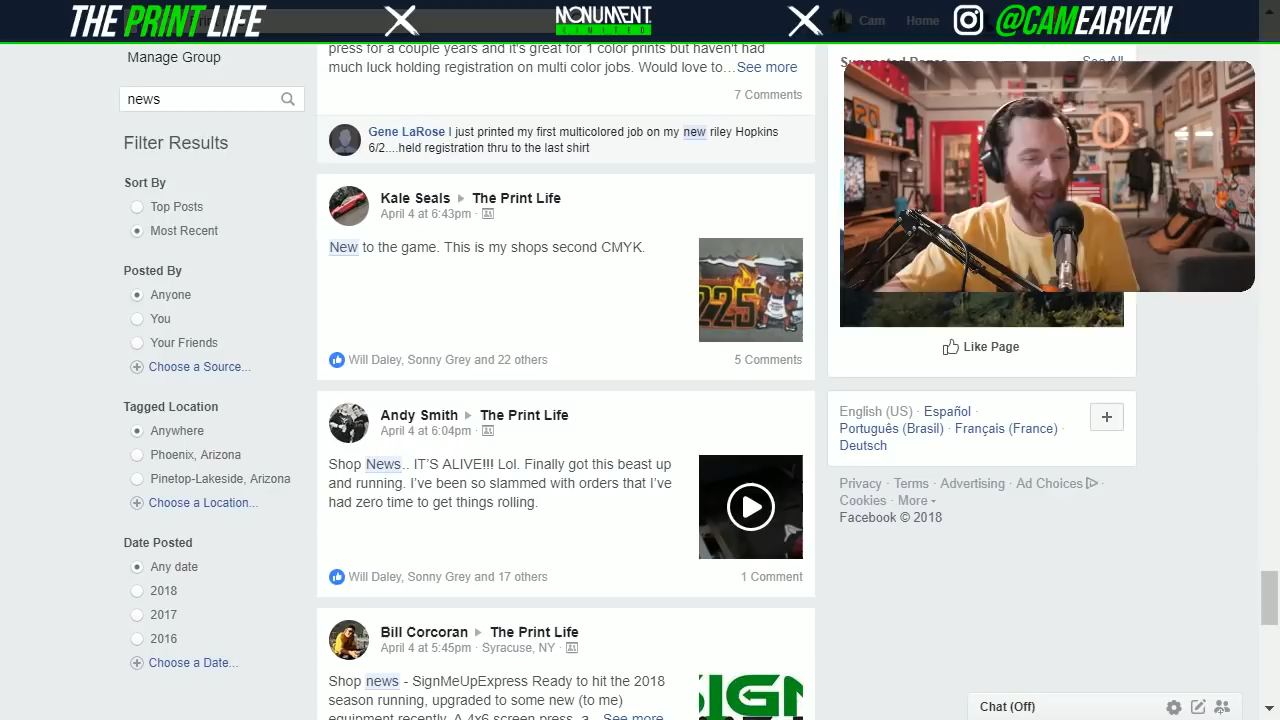 THE PRINT LIFE
MONUMENT
LIMITED
Cam
Home
@CAMEARVEN
Manage Group
news
Filter Results
Sort By
Top Posts
Most Recent
Posted By
Anyone
You
Your Friends
Choose a Source...
Tagged Location
Anywhere
Phoenix, Arizona
Pinetop-Lakeside, Arizona
Choose a Location...
Date Posted
Any date
2018
2017
2016
Choose a Date...
press for a couple years and it's great for 1 color prints but haven't had
much luck holding registration on multi color jobs. Would love to...See more
7 Comments
Gene LaRose I just printed my first multicolored job on my new riley Hopkins
6/2....held registration thru to the last shirt
Kale Seals ▸ The Print Life
April 4 at 6:43pm ·
New to the game. This is my shops second CMYK.
225
Will Daley, Sonny Grey and 22 others
5 Comments
Andy Smith ▸ The Print Life
April 4 at 6:04pm ·
Shop News.. IT'S ALIVE!!! Lol. Finally got this beast up
and running. I've been so slammed with orders that I've
had zero time to get things rolling.
Will Daley, Sonny Grey and 17 others
1 Comment
Bill Corcoran ▸ The Print Life
April 4 at 5:45pm · Syracuse, NY ·
Shop news - SignMeUpExpress Ready to hit the 2018
season running, upgraded to some new (to me)
equipment recently. A 4x6 screen press, a... See more
SIGN
Suggested Pages
See All
Like Page
English (US) · Español ·
Português (Brasil) · Français (France) ·
Deutsch
Privacy · Terms · Advertising · Ad Choices ·
Cookies · More
Facebook © 2018
Chat (Off)